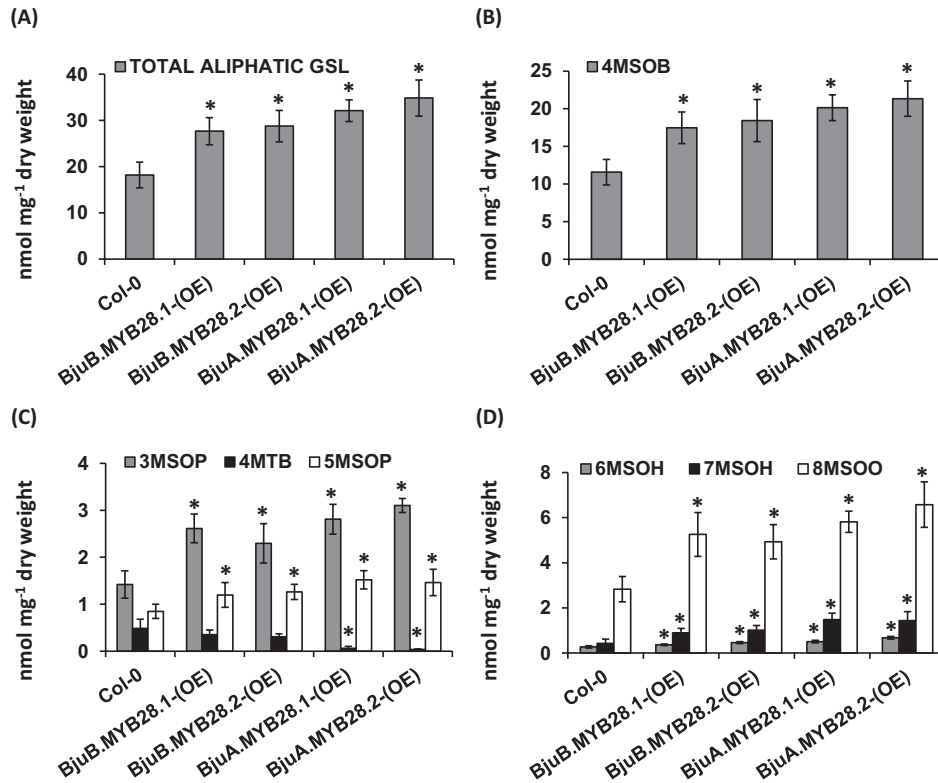 (A)
TOTAL ALIPHATIC GSL
nmol mg⁻¹ dry weight
50
40
30
20
10
0
* * * *
Col-0
BjuB.MYB28.1-(OE)
BjuB.MYB28.2-(OE)
BjuA.MYB28.1-(OE)
BjuA.MYB28.2-(OE)
(B)
4MSOB
nmol mg⁻¹ dry weight
25
20
15
10
5
0
* * * *
Col-0
BjuB.MYB28.1-(OE)
BjuB.MYB28.2-(OE)
BjuA.MYB28.1-(OE)
BjuA.MYB28.2-(OE)
(C)
3MSOP 4MTB 5MSOP
nmol mg⁻¹ dry weight
4
3
2
1
0
* * * *
* * * *
* *
Col-0
BjuB.MYB28.1-(OE)
BjuB.MYB28.2-(OE)
BjuA.MYB28.1-(OE)
BjuA.MYB28.2-(OE)
(D)
6MSOH 7MSOH 8MSOO
nmol mg⁻¹ dry weight
8
6
4
2
0
* * * *
* * * *
* * * *
Col-0
BjuB.MYB28.1-(OE)
BjuB.MYB28.2-(OE)
BjuA.MYB28.1-(OE)
BjuA.MYB28.2-(OE)